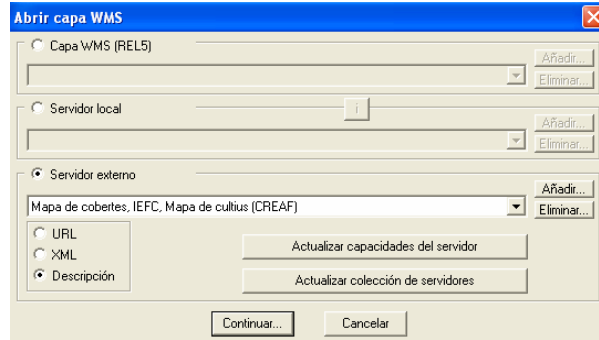 Abrir capa WMS
Capa WMS (REL5)
Añadir...
Eliminar...
Servidor local
i
Añadir...
Eliminar...
Servidor externo
Añadir...
Mapa de cobertes, IEFC, Mapa de cultius (CREAF)
Eliminar...
URL
XML
Descripción
Actualizar capacidades del servidor
Actualizar colección de servidores
Continuar...
Cancelar